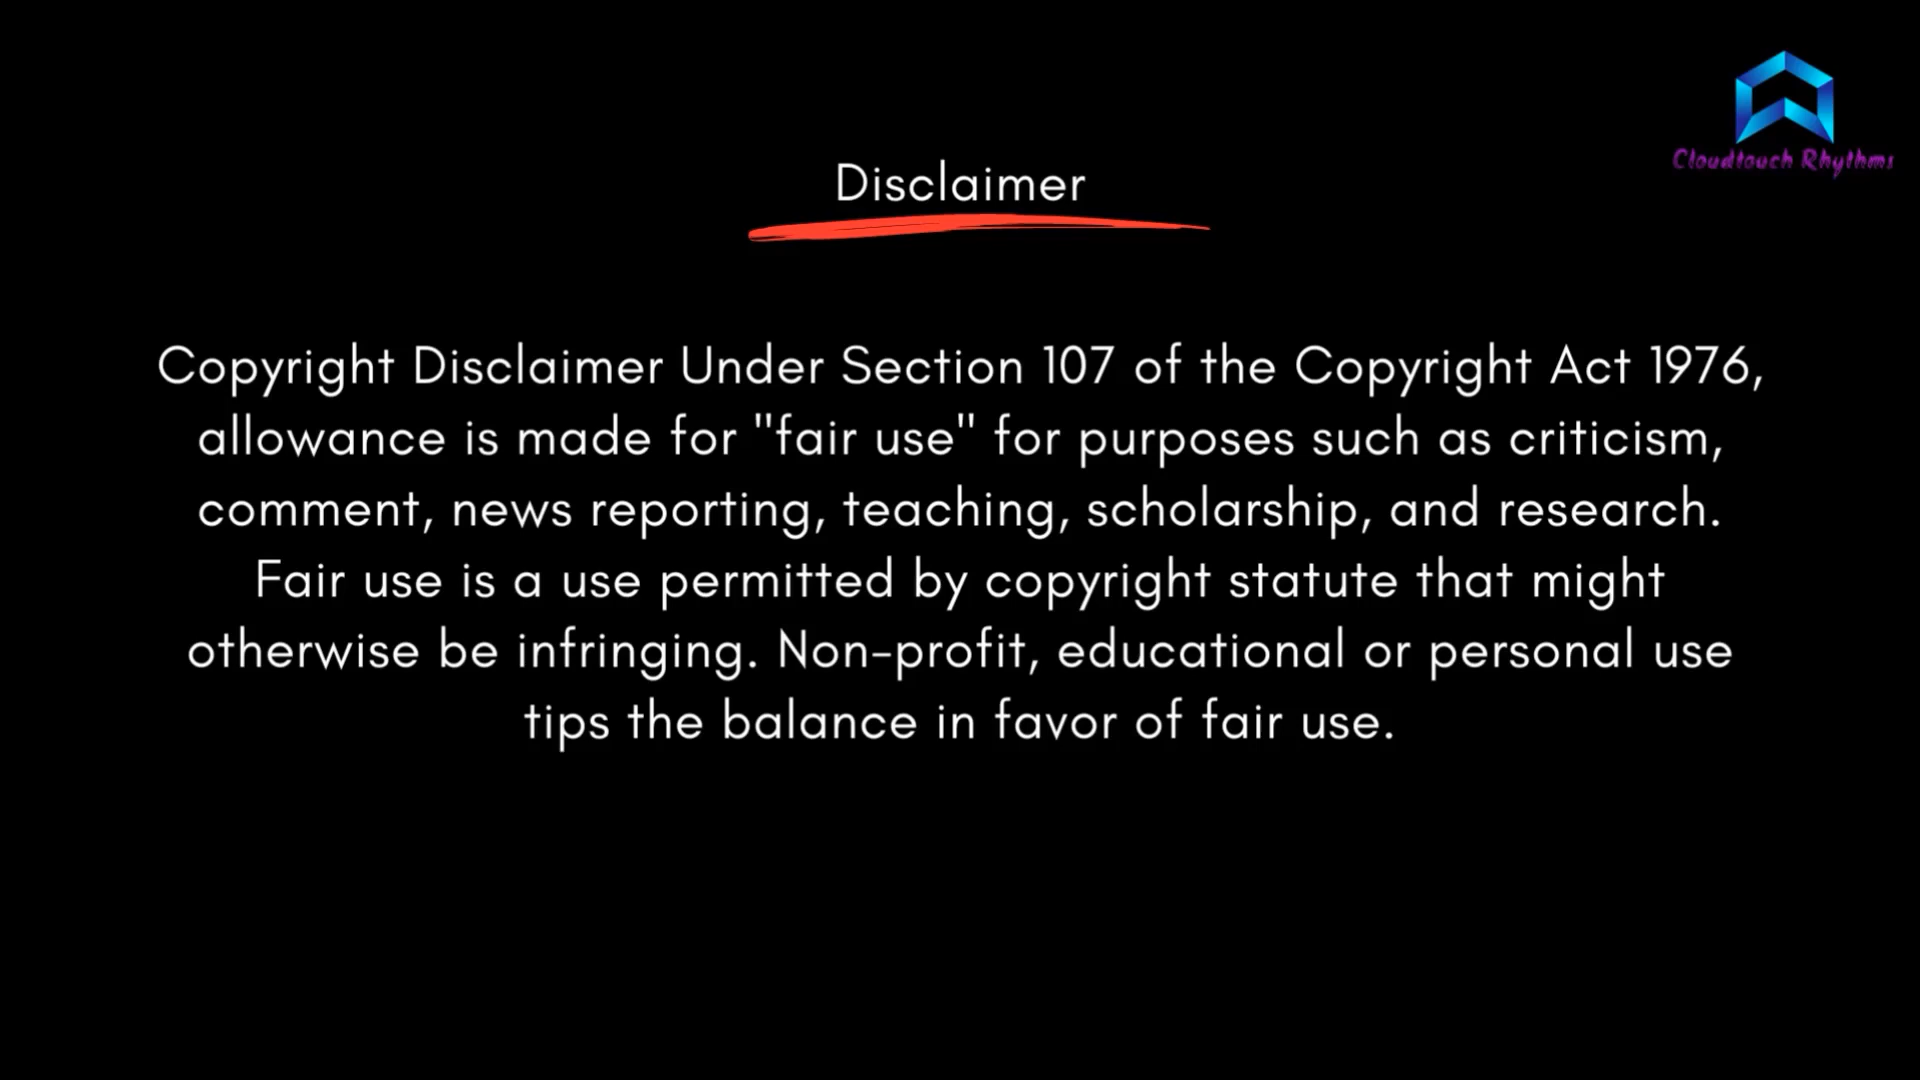 Cloudtouch Rhythms
Disclaimer
Copyright Disclaimer Under Section 107 of the Copyright Act 1976,
allowance is made for "fair use" for purposes such as criticism,
comment, news reporting, teaching, scholarship, and research.
Fair use is a use permitted by copyright statute that might
otherwise be infringing. Non-profit, educational or personal use
tips the balance in favor of fair use.